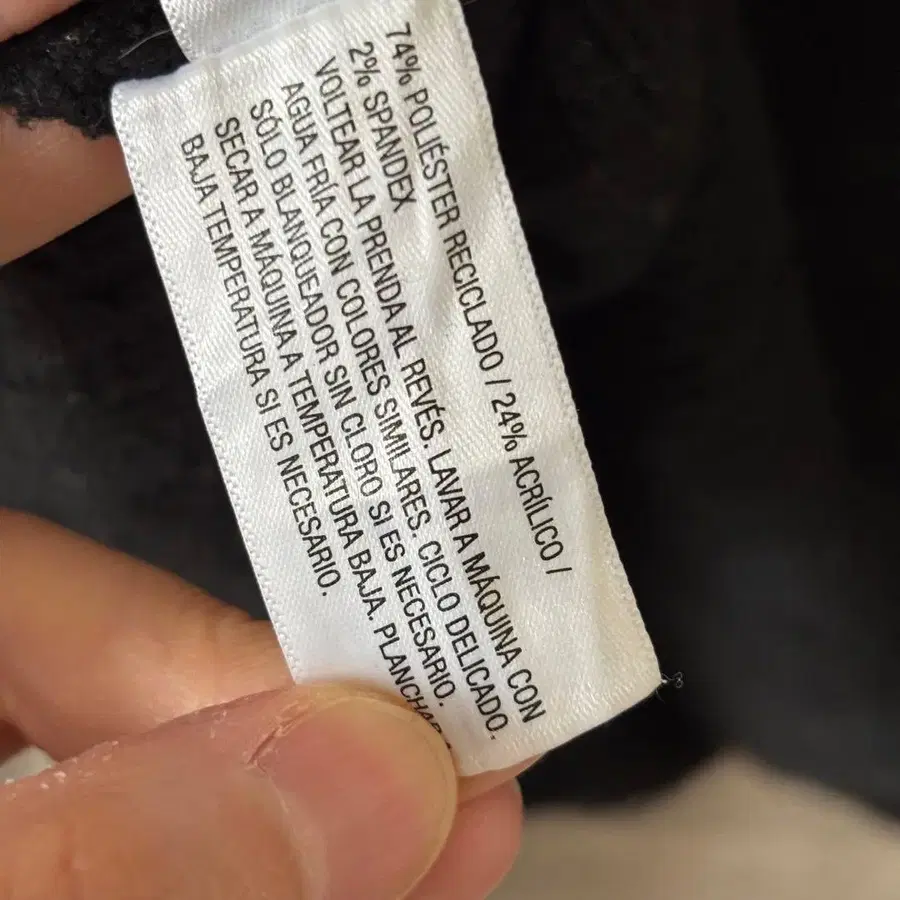 74% POLIÉSTER RECICLADO / 24% ACRÍLICO /
2% SPANDEX
VOLTEAR LA PRENDA AL REVÉS. LAVAR A MÁQUINA CON
AGUA FRÍA CON COLORES SIMILARES. CICLO DELICADO.
SÓLO BLANQUEADOR SIN CLORO SI ES NECESARIO.
SECAR A MÁQUINA A TEMPERATURA BAJA. PLANCHAR
BAJA TEMPERATURA SI ES NECESARIO.